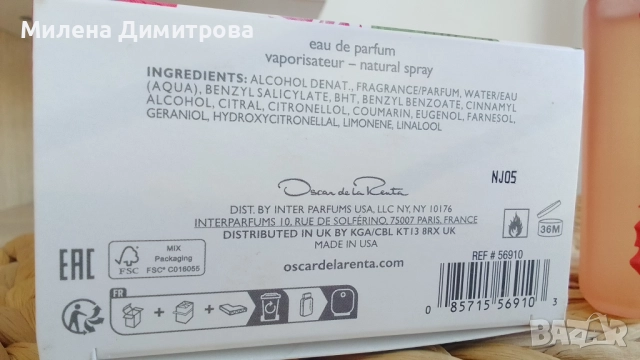 Милена Димитрова
eau de parfum
vaporisateur – natural spray
INGREDIENTS: ALCOHOL DENAT., FRAGRANCE/PARFUM, WATER/EAU
(AQUA), BENZYL SALICYLATE, BHT, BENZYL BENZOATE, CINNAMYL
ALCOHOL, CITRAL, CITRONELLOL, COUMARIN, EUGENOL, FARNESOL,
GERANIOL, HYDROXYCITRONELLAL, LIMONENE, LINALOOL
NJ05
Oscar de la Renta
DIST. BY INTER PARFUMS USA, LLC NY, NY 10176
INTERPARFUMS 10, RUE DE SOLFÉRINO, 75007 PARIS, FRANCE
DISTRIBUTED IN UK BY KGA/CBL KT13 8RX UK
MADE IN USA
oscardelarenta.com
36M
EAC
FSC
MIX
Packaging
FSC® C016055
REF # 56910
0 85715 56910 3
FR
BAZAR.bg